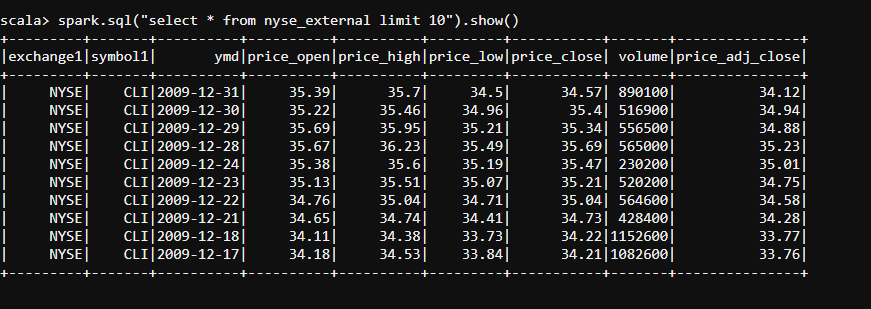 scala> spark.sql("select * from nyse_external limit 10").show()
+---------+-------+----------+----------+----------+---------+-----------+-------+---------------+
|exchange1|symbol1|       ymd|price_open|price_high|price_low|price_close| volume|price_adj_close|
+---------+-------+----------+----------+----------+---------+-----------+-------+---------------+
|     NYSE|    CLI|2009-12-31|     35.39|      35.7|     34.5|      34.57| 890100|          34.12|
|     NYSE|    CLI|2009-12-30|     35.22|     35.46|    34.96|       35.4| 516900|          34.94|
|     NYSE|    CLI|2009-12-29|     35.69|     35.95|    35.21|      35.34| 556500|          34.88|
|     NYSE|    CLI|2009-12-28|     35.67|     36.23|    35.49|      35.69| 565000|          35.23|
|     NYSE|    CLI|2009-12-24|     35.38|      35.6|    35.19|      35.47| 230200|          35.01|
|     NYSE|    CLI|2009-12-23|     35.13|     35.51|    35.07|      35.21| 520200|          34.75|
|     NYSE|    CLI|2009-12-22|     34.76|     35.04|    34.71|      35.04| 564600|          34.58|
|     NYSE|    CLI|2009-12-21|     34.65|     34.74|    34.41|      34.73| 428400|          34.28|
|     NYSE|    CLI|2009-12-18|     34.11|     34.38|    33.73|      34.22|1152600|          33.77|
|     NYSE|    CLI|2009-12-17|     34.18|     34.53|    33.84|      34.21|1082600|          33.76|
+---------+-------+----------+----------+----------+---------+-----------+-------+---------------+